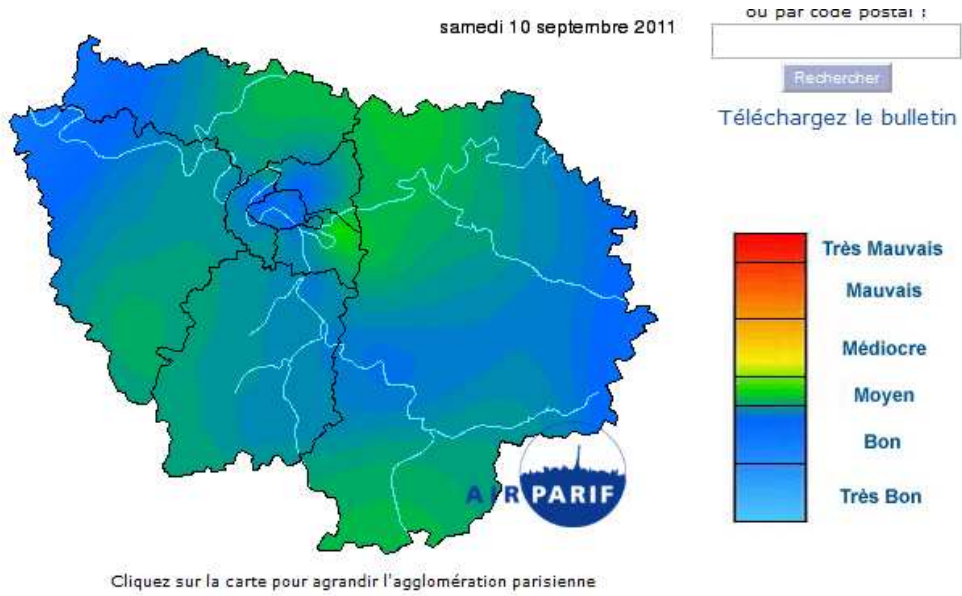 samedi 10 septembre 2011
ou par code postal :
Rechercher
Téléchargez le bulletin
Très Mauvais
Mauvais
Médiocre
Moyen
Bon
Très Bon
AIRPARIF
Cliquez sur la carte pour agrandir l'agglomération parisienne